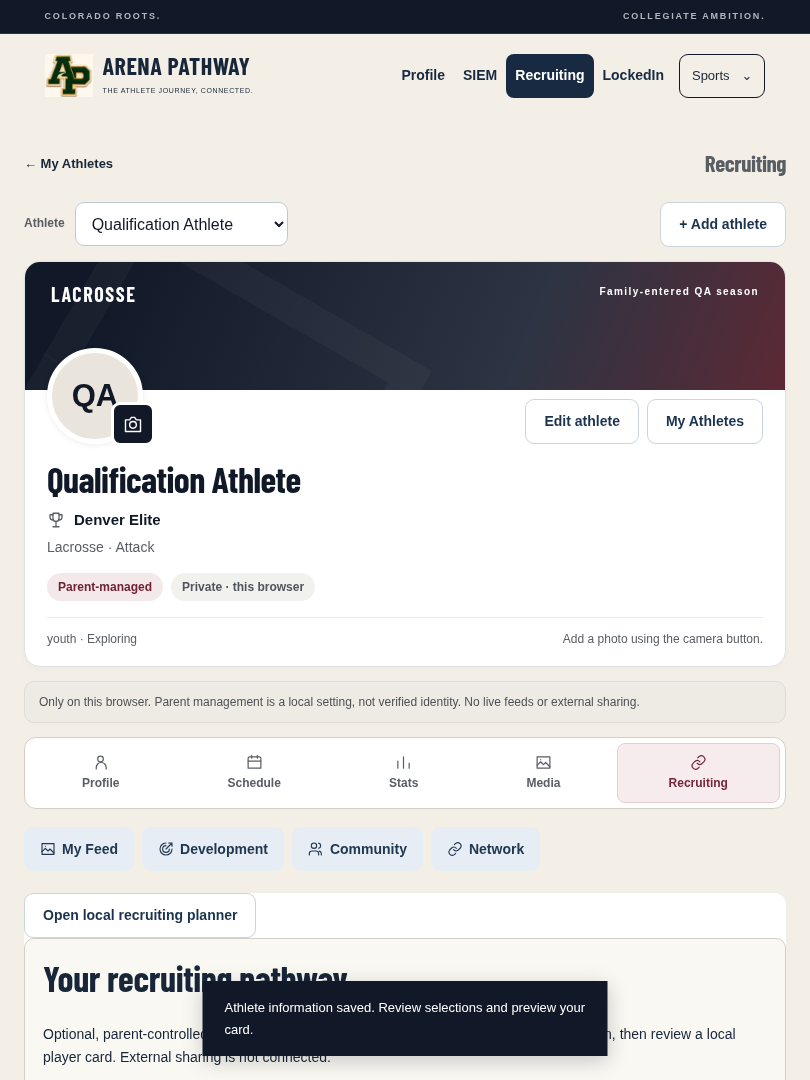 COLORADO ROOTS.
COLLEGIATE AMBITION.
AP
ARENA PATHWAY
THE ATHLETE JOURNEY, CONNECTED.
Profile
SIEM
Recruiting
LockedIn
Sports
← My Athletes
Recruiting
Athlete
Qualification Athlete
+ Add athlete
LACROSSE
Family-entered QA season
QA
Edit athlete
My Athletes
Qualification Athlete
Denver Elite
Lacrosse · Attack
Parent-managed
Private · this browser
youth · Exploring
Add a photo using the camera button.
Only on this browser. Parent management is a local setting, not verified identity. No live feeds or external sharing.
Profile
Schedule
Stats
Media
Recruiting
My Feed
Development
Community
Network
Open local recruiting planner
Your recruiting pathway
Athlete information saved. Review selections and preview your
card.
Optional, parent-controlled
, then review a local
player card. External sharing is not connected.